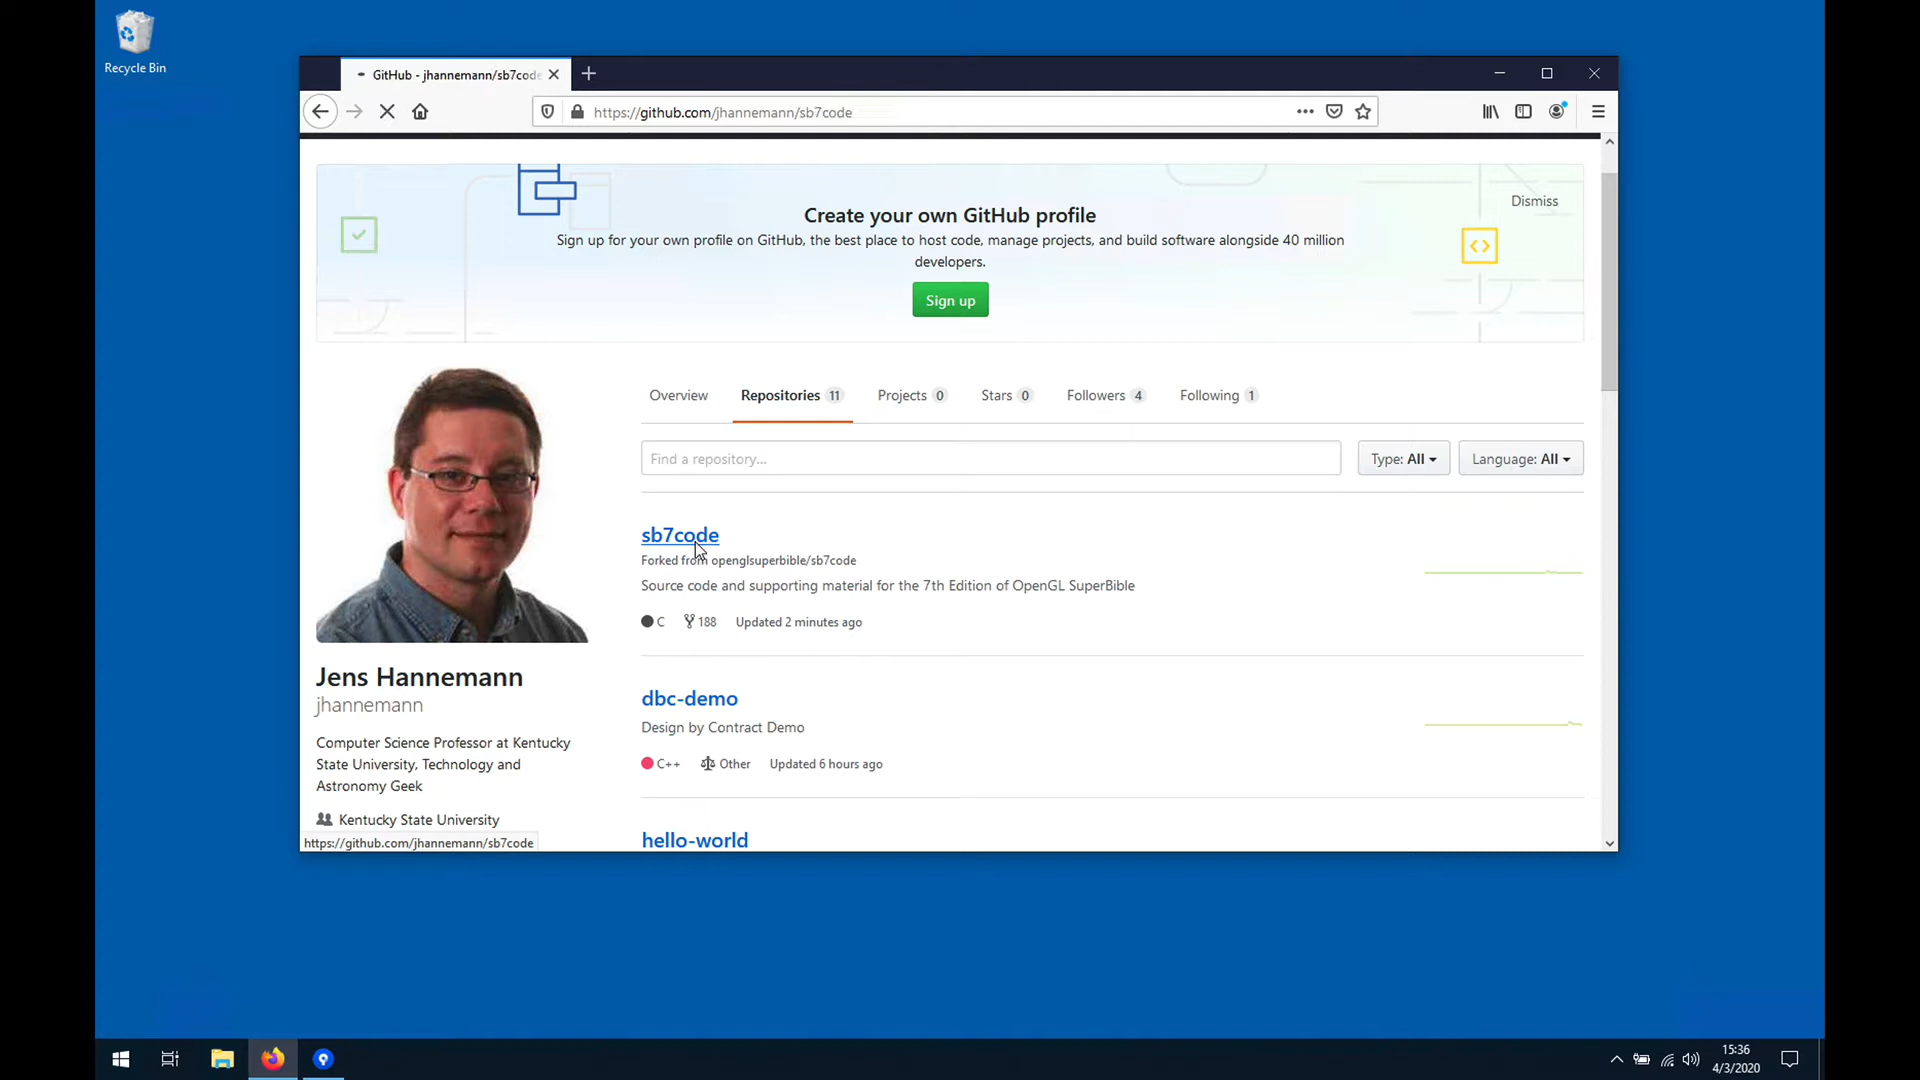 Recycle Bin
GitHub - jhannemann/sb7code
https://github.com/jhannemann/sb7code
Create your own GitHub profile
Dismiss
Sign up for your own profile on GitHub, the best place to host code, manage projects, and build software alongside 40 million
developers.
Sign up
Overview Repositories 11 Projects 0 Stars 0 Followers 4 Following 1
Find a repository...
Type: All
Language: All
sb7code
Forked from openglsuperbible/sb7code
Source code and supporting material for the 7th Edition of OpenGL SuperBible
C 188 Updated 2 minutes ago
Jens Hannemann
jhannemann
Computer Science Professor at Kentucky
State University, Technology and
Astronomy Geek
Kentucky State University
dbc-demo
Design by Contract Demo
C++ Other Updated 6 hours ago
hello-world
https://github.com/jhannemann/sb7code
15:36
4/3/2020